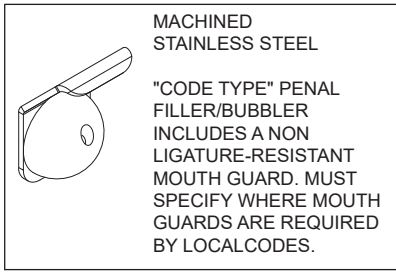 MACHINED
STAINLESS STEEL
"CODE TYPE" PENAL
FILLER/BUBBLER
INCLUDES A NON
LIGATURE-RESISTANT
MOUTH GUARD. MUST
SPECIFY WHERE MOUTH
GUARDS ARE REQUIRED
BY LOCALCODES.